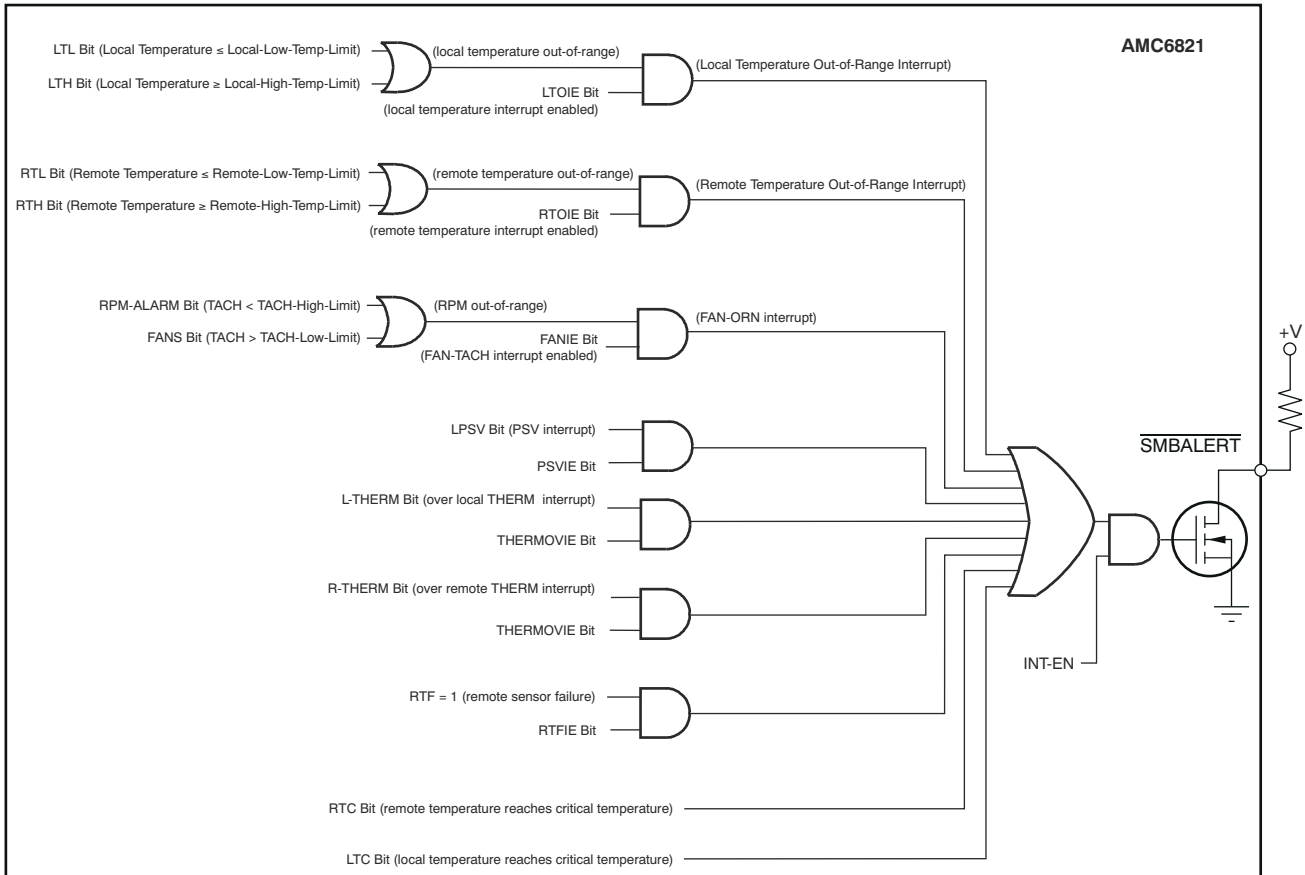 AMC6821
LTL Bit (Local Temperature ≤ Local-Low-Temp-Limit)
(local temperature out-of-range)
(Local Temperature Out-of-Range Interrupt)
LTH Bit (Local Temperature ≥ Local-High-Temp-Limit)
LTOIE Bit
(local temperature interrupt enabled)
RTL Bit (Remote Temperature ≤ Remote-Low-Temp-Limit)
(remote temperature out-of-range)
(Remote Temperature Out-of-Range Interrupt)
RTH Bit (Remote Temperature ≥ Remote-High-Temp-Limit)
RTOIE Bit
(remote temperature interrupt enabled)
RPM-ALARM Bit (TACH < TACH-High-Limit)
(RPM out-of-range)
(FAN-ORN interrupt)
FANS Bit (TACH > TACH-Low-Limit)
FANIE Bit
(FAN-TACH interrupt enabled)
+V
LPSV Bit (PSV interrupt)
PSVIE Bit
SMBALERT
L-THERM Bit (over local THERM interrupt)
THERMOVIE Bit
R-THERM Bit (over remote THERM interrupt)
THERMOVIE Bit
INT-EN
RTF = 1 (remote sensor failure)
RTFIE Bit
RTC Bit (remote temperature reaches critical temperature)
LTC Bit (local temperature reaches critical temperature)